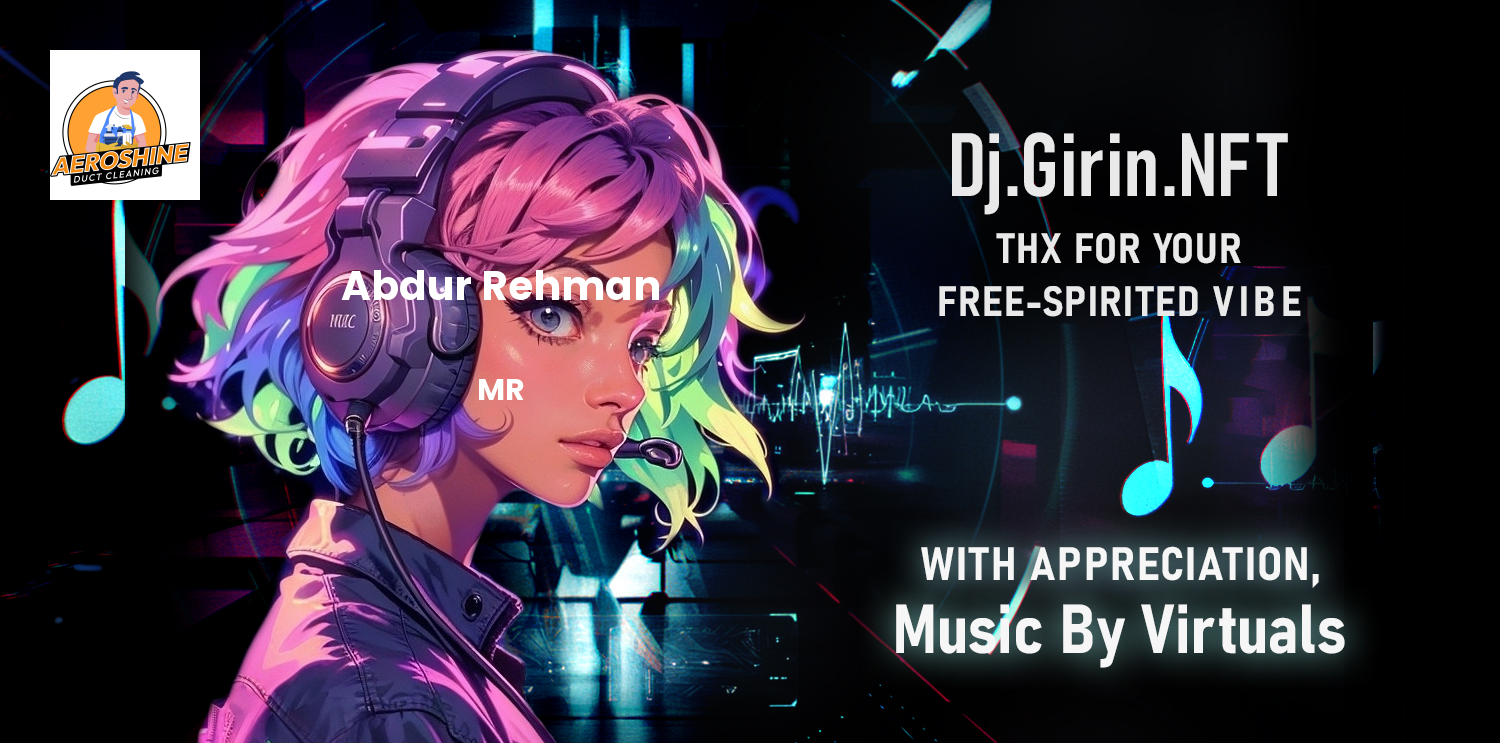 AEROSHINE
DUCT CLEANING
Abdur Rehman
MR
Dj.Girin.NFT
THX FOR YOUR
FREE-SPIRITED VIBE
WITH APPRECIATION,
Music By Virtuals